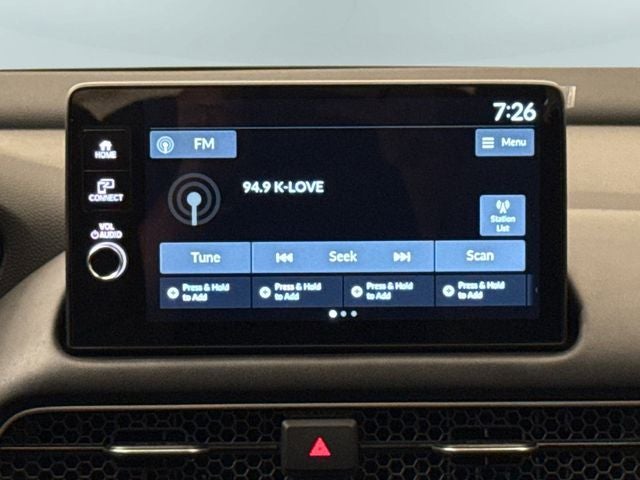 7:26
HOME
FM
Menu
94.9 K-LOVE
CONNECT
Station
List
VOL
AUDIO
Tune
Seek
Scan
Press & Hold
to Add
Press & Hold
to Add
Press & Hold
to Add
Press & Hold
to Add